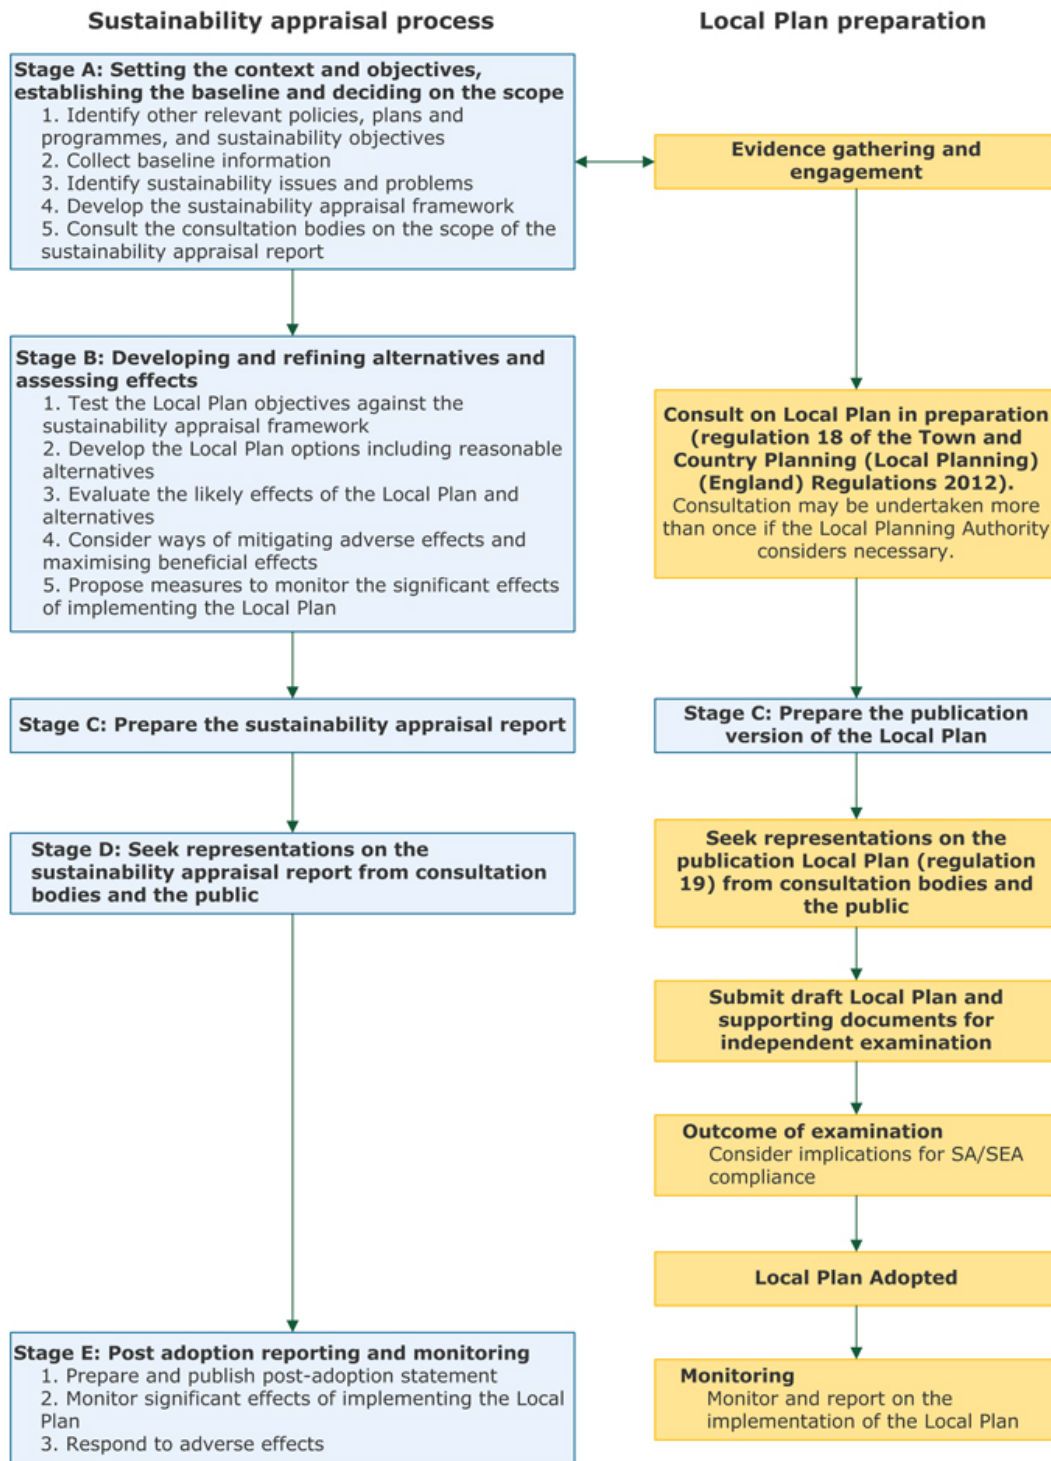 Sustainability appraisal process
Local Plan preparation
Stage A: Setting the context and objectives,
establishing the baseline and deciding on the scope
1. Identify other relevant policies, plans and
programmes, and sustainability objectives
2. Collect baseline information
3. Identify sustainability issues and problems
4. Develop the sustainability appraisal framework
5. Consult the consultation bodies on the scope of the
sustainability appraisal report
Evidence gathering and
engagement
Stage B: Developing and refining alternatives and
assessing effects
1. Test the Local Plan objectives against the
sustainability appraisal framework
2. Develop the Local Plan options including reasonable
alternatives
3. Evaluate the likely effects of the Local Plan and
alternatives
4. Consider ways of mitigating adverse effects and
maximising beneficial effects
5. Propose measures to monitor the significant effects
of implementing the Local Plan
Consult on Local Plan in preparation
(regulation 18 of the Town and
Country Planning (Local Planning)
(England) Regulations 2012).
Consultation may be undertaken more
than once if the Local Planning Authority
considers necessary.
Stage C: Prepare the sustainability appraisal report
Stage C: Prepare the publication
version of the Local Plan
Stage D: Seek representations on the
sustainability appraisal report from consultation
bodies and the public
Seek representations on the
publication Local Plan (regulation
19) from consultation bodies and
the public
Submit draft Local Plan and
supporting documents for
independent examination
Outcome of examination
Consider implications for SA/SEA
compliance
Local Plan Adopted
Stage E: Post adoption reporting and monitoring
1. Prepare and publish post-adoption statement
2. Monitor significant effects of implementing the Local
Plan
3. Respond to adverse effects
Monitoring
Monitor and report on the
implementation of the Local Plan